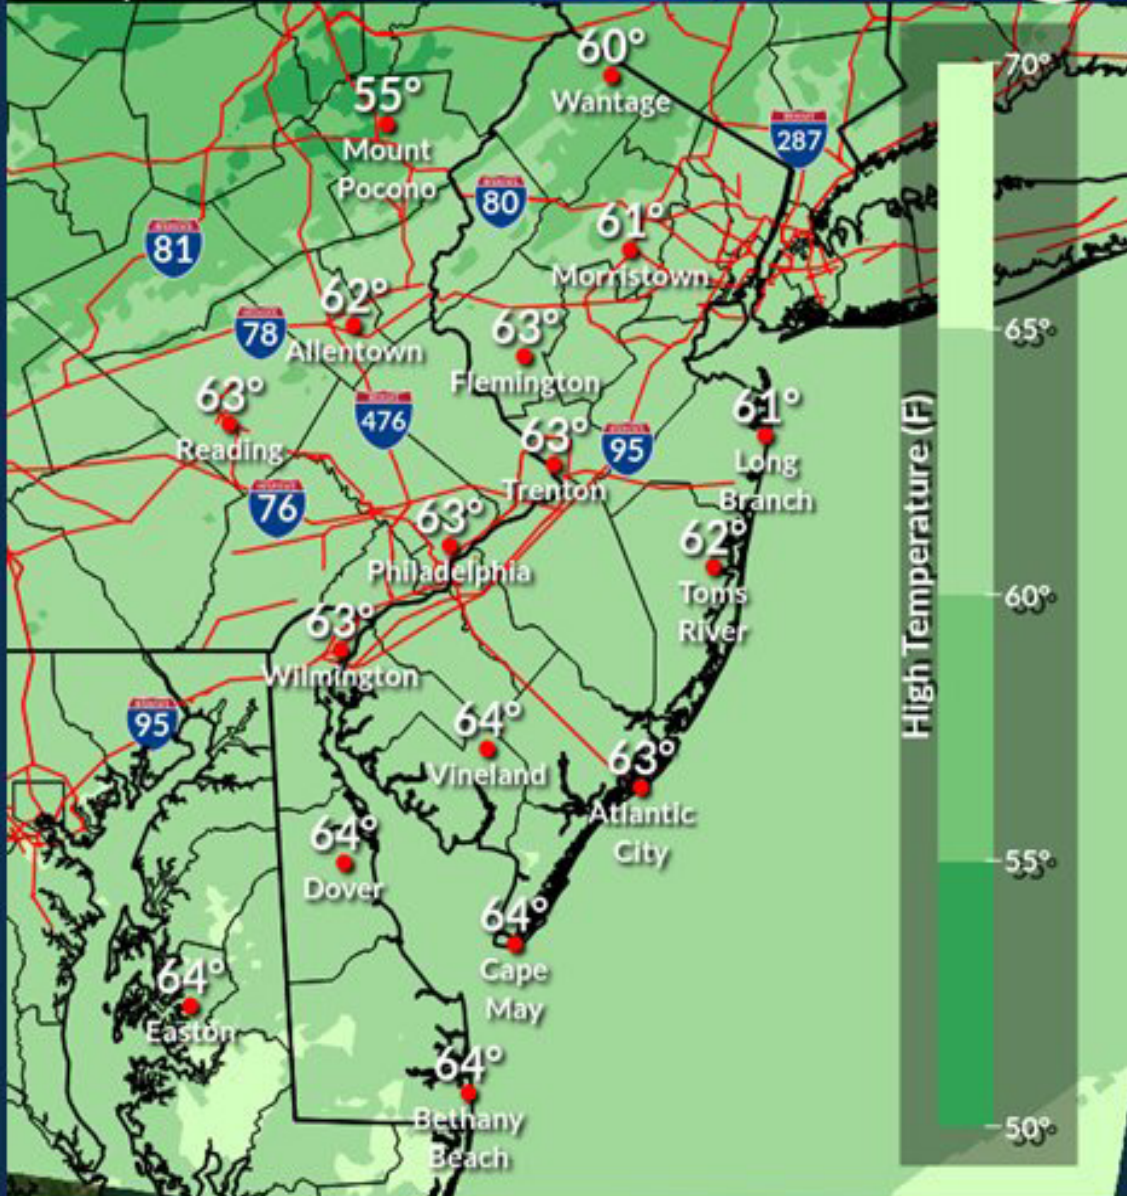 60°
Wantage
55°
Mount
Pocono
287
80
81
61°
Morristown
62°
Allentown
78
63°
Flemington
63°
Reading
476
61°
Long
Branch
63°
Trenton
95
76
63°
Philadelphia
62°
Toms
River
63°
Wilmington
95
64°
Vineland
63°
Atlantic
City
64°
Dover
64°
Cape
May
64°
Easton
64°
Bethany
Beach
High Temperature (F)
70°
65°
60°
55°
50°